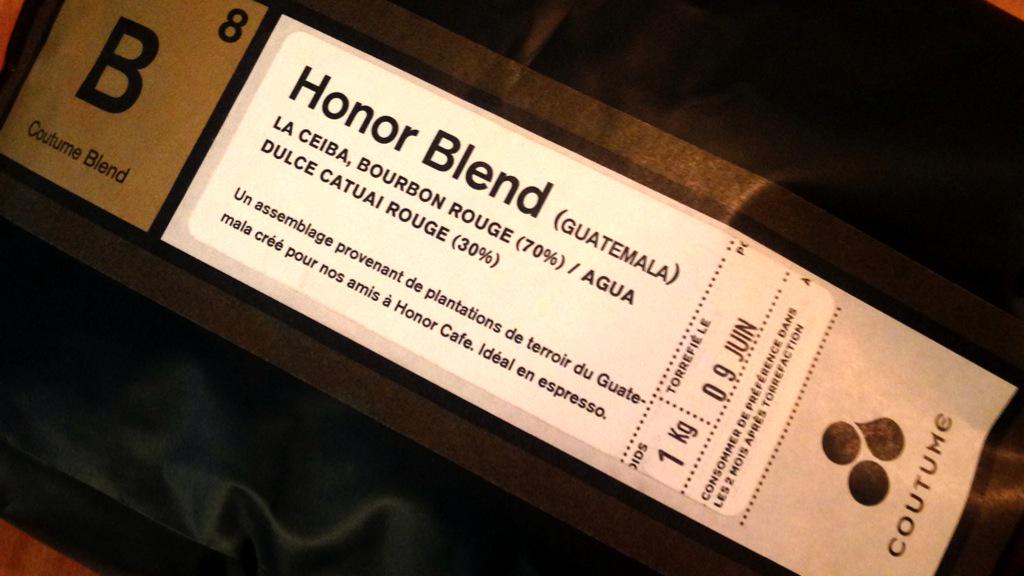 B
8
Coutume Blend
Honor Blend (GUATEMALA)
LA CEIBA, BOURBON ROUGE (70%) / AGUA
DULCE CATUAI ROUGE (30%)
Un assemblage provenant de plantations de terroir du Guate-
mala créé pour nos amis à Honor Cafe. Idéal en espresso.
1 Kg
TORREFIÉ LE
09 JUIN
CONSOMMER DE PRÉFÉRENCE DANS
LES 2 MOIS APRÈS TORREFACTION
COUTUME